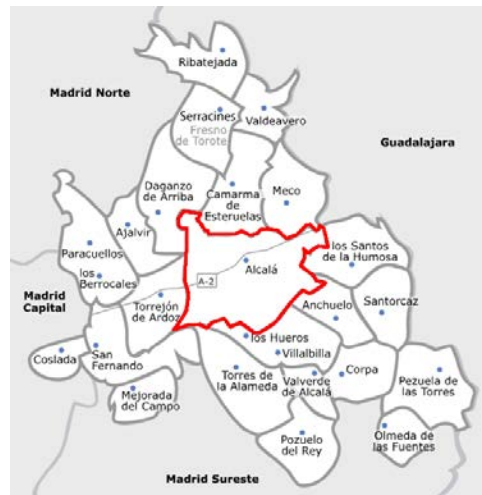 Ribatejada
Madrid Norte
Serracines
Valdeavero
Fresno
de Torote
Guadalajara
Daganzo
de Arriba
Camarma
de
Esteruelas
Meco
Ajalvir
Paracuellos
los
Berrocales
los Santos
de la Humosa
Alcalá
A-2
Madrid
Capital
Torrejón
de Ardoz
Anchuelo
Santorcaz
los Hueros
Villalbilla
Coslada
San
Fernando
Torres de
la Alameda
Valverde
de Alcalá
Corpa
Pezuela de
las Torres
Mejorada
del Campo
Pozuelo
del Rey
Olmeda de
las Fuentes
Madrid Sureste